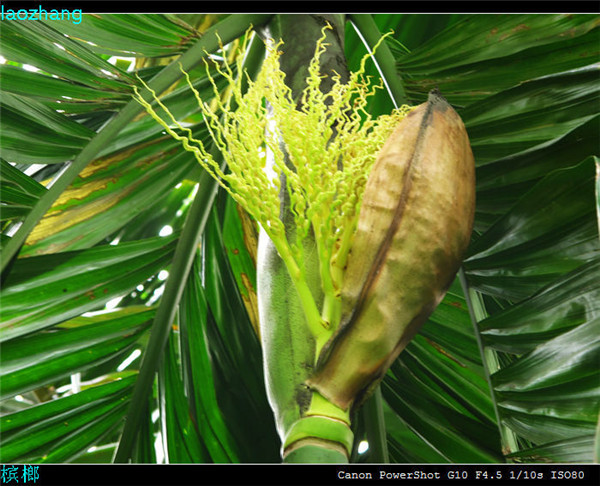 laozhang
槟榔
Canon PowerShot G10 F4.5 1/10s ISO80